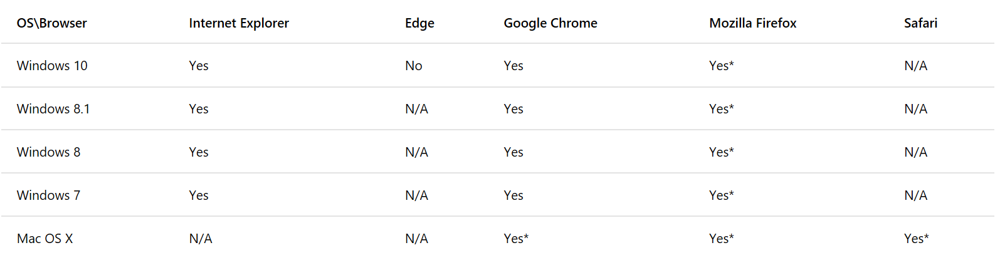 OS\Browser Internet Explorer Edge Google Chrome Mozilla Firefox Safari
Windows 10 Yes No Yes Yes* N/A
Windows 8.1 Yes N/A Yes Yes* N/A
Windows 8 Yes N/A Yes Yes* N/A
Windows 7 Yes N/A Yes Yes* N/A
Mac OS X N/A N/A Yes* Yes* Yes*